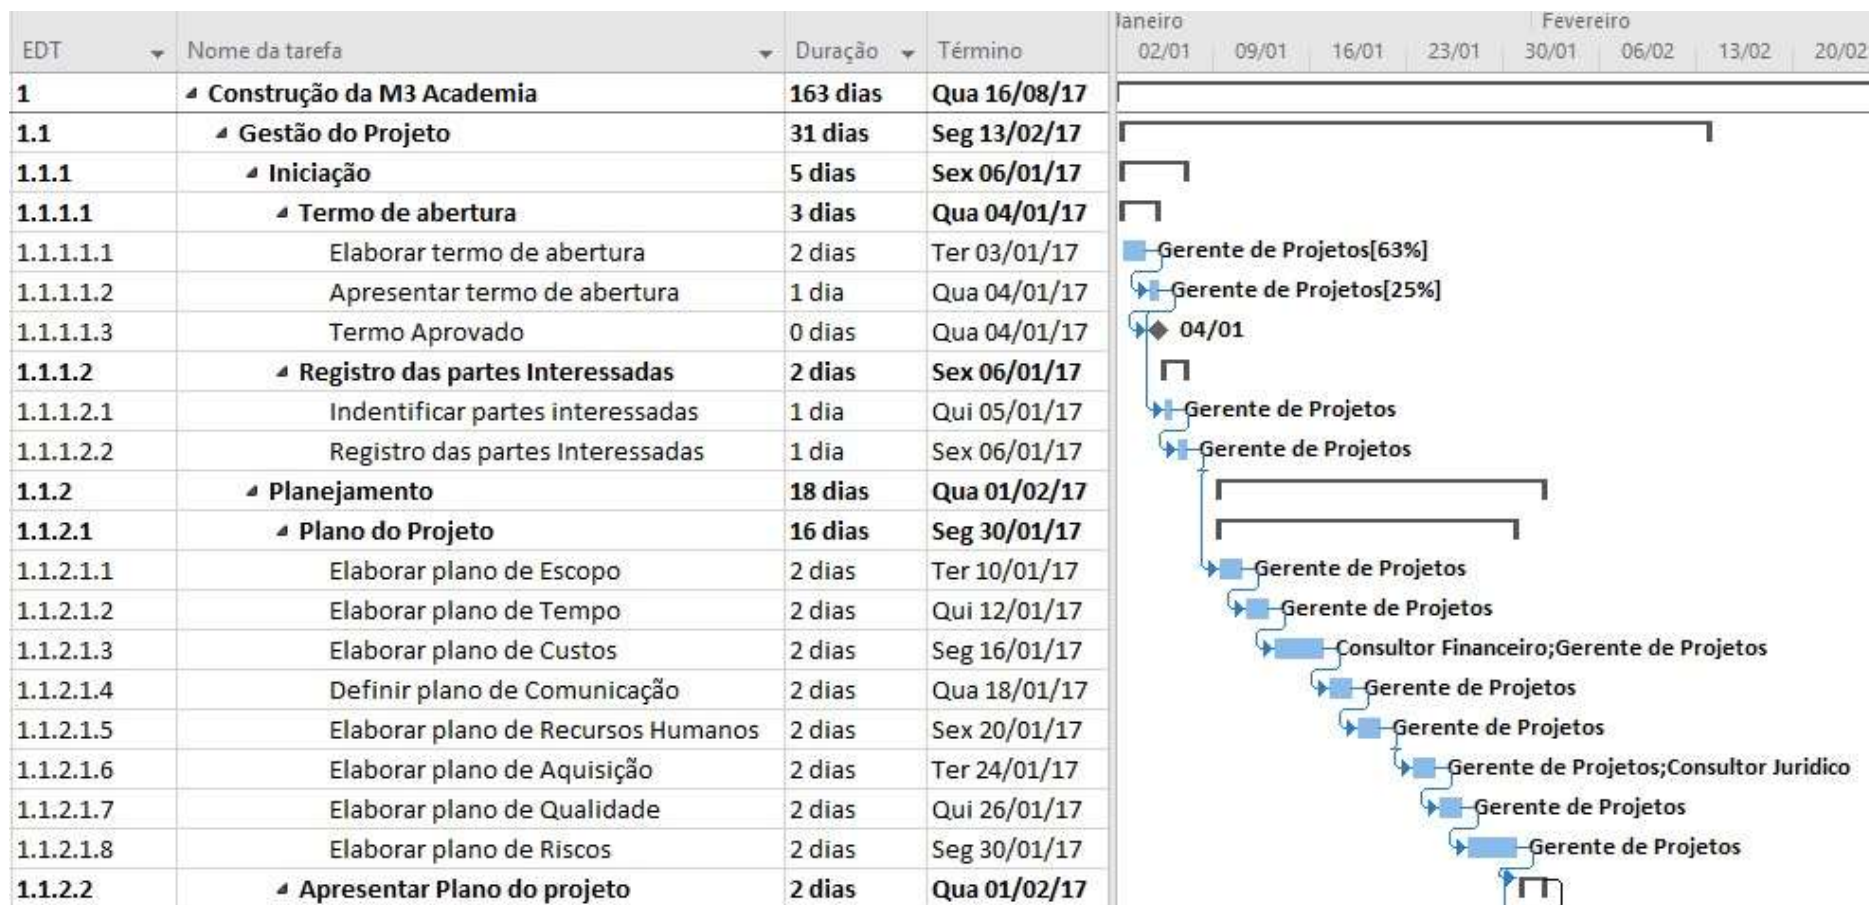 Janeiro Fevereiro
EDT Nome da tarefa Duração Término 02/01 09/01 16/01 23/01 30/01 06/02 13/02 20/02
1 Construção da M3 Academia 163 dias Qua 16/08/17
1.1 Gestão do Projeto 31 dias Seg 13/02/17
1.1.1 Iniciação 5 dias Sex 06/01/17
1.1.1.1 Termo de abertura 3 dias Qua 04/01/17
1.1.1.1.1 Elaborar termo de abertura 2 dias Ter 03/01/17 Gerente de Projetos[63%]
1.1.1.1.2 Apresentar termo de abertura 1 dia Qua 04/01/17 Gerente de Projetos[25%]
1.1.1.1.3 Termo Aprovado 0 dias Qua 04/01/17 04/01
1.1.1.2 Registro das partes Interessadas 2 dias Sex 06/01/17
1.1.1.2.1 Indentificar partes interessadas 1 dia Qui 05/01/17 Gerente de Projetos
1.1.1.2.2 Registro das partes Interessadas 1 dia Sex 06/01/17 Gerente de Projetos
1.1.2 Planejamento 18 dias Qua 01/02/17
1.1.2.1 Plano do Projeto 16 dias Seg 30/01/17
1.1.2.1.1 Elaborar plano de Escopo 2 dias Ter 10/01/17 Gerente de Projetos
1.1.2.1.2 Elaborar plano de Tempo 2 dias Qui 12/01/17 Gerente de Projetos
1.1.2.1.3 Elaborar plano de Custos 2 dias Seg 16/01/17 Consultor Financeiro;Gerente de Projetos
1.1.2.1.4 Definir plano de Comunicação 2 dias Qua 18/01/17 Gerente de Projetos
1.1.2.1.5 Elaborar plano de Recursos Humanos 2 dias Sex 20/01/17 Gerente de Projetos
1.1.2.1.6 Elaborar plano de Aquisição 2 dias Ter 24/01/17 Gerente de Projetos;Consultor Juridico
1.1.2.1.7 Elaborar plano de Qualidade 2 dias Qui 26/01/17 Gerente de Projetos
1.1.2.1.8 Elaborar plano de Riscos 2 dias Seg 30/01/17 Gerente de Projetos
1.1.2.2 Apresentar Plano do projeto 2 dias Qua 01/02/17